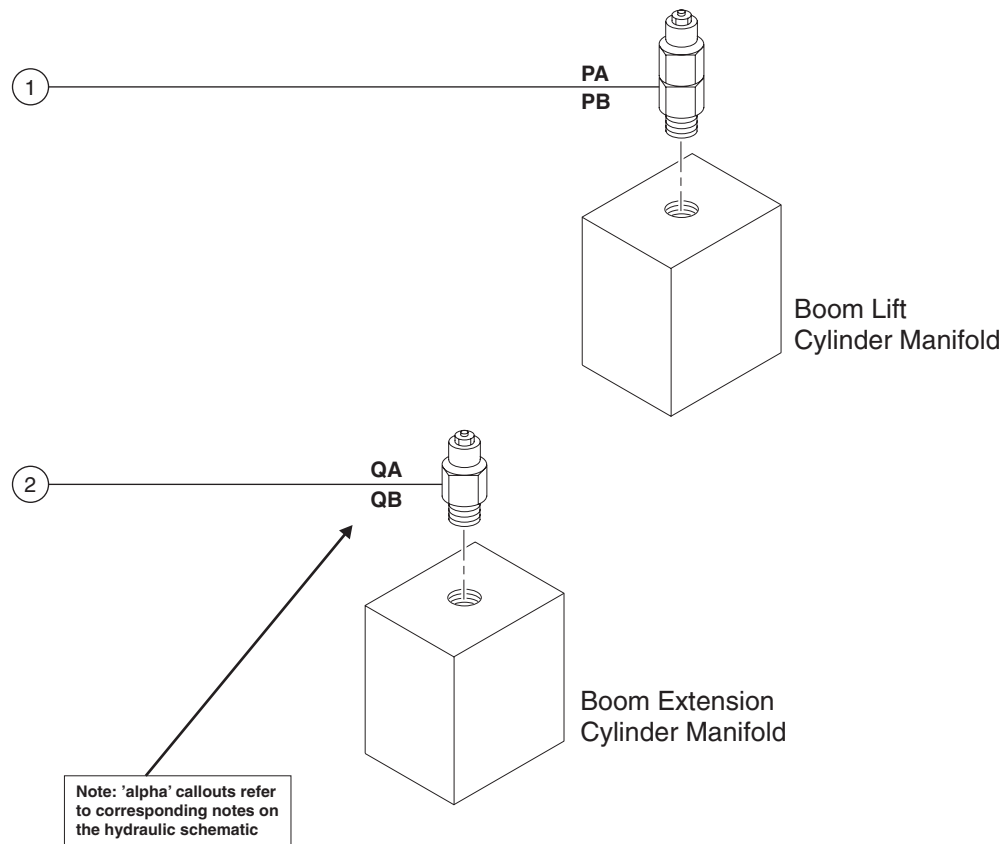 1
PA
PB
Boom Lift
Cylinder Manifold
2
QA
QB
Boom Extension
Cylinder Manifold
Note: 'alpha' callouts refer
to corresponding notes on
the hydraulic schematic